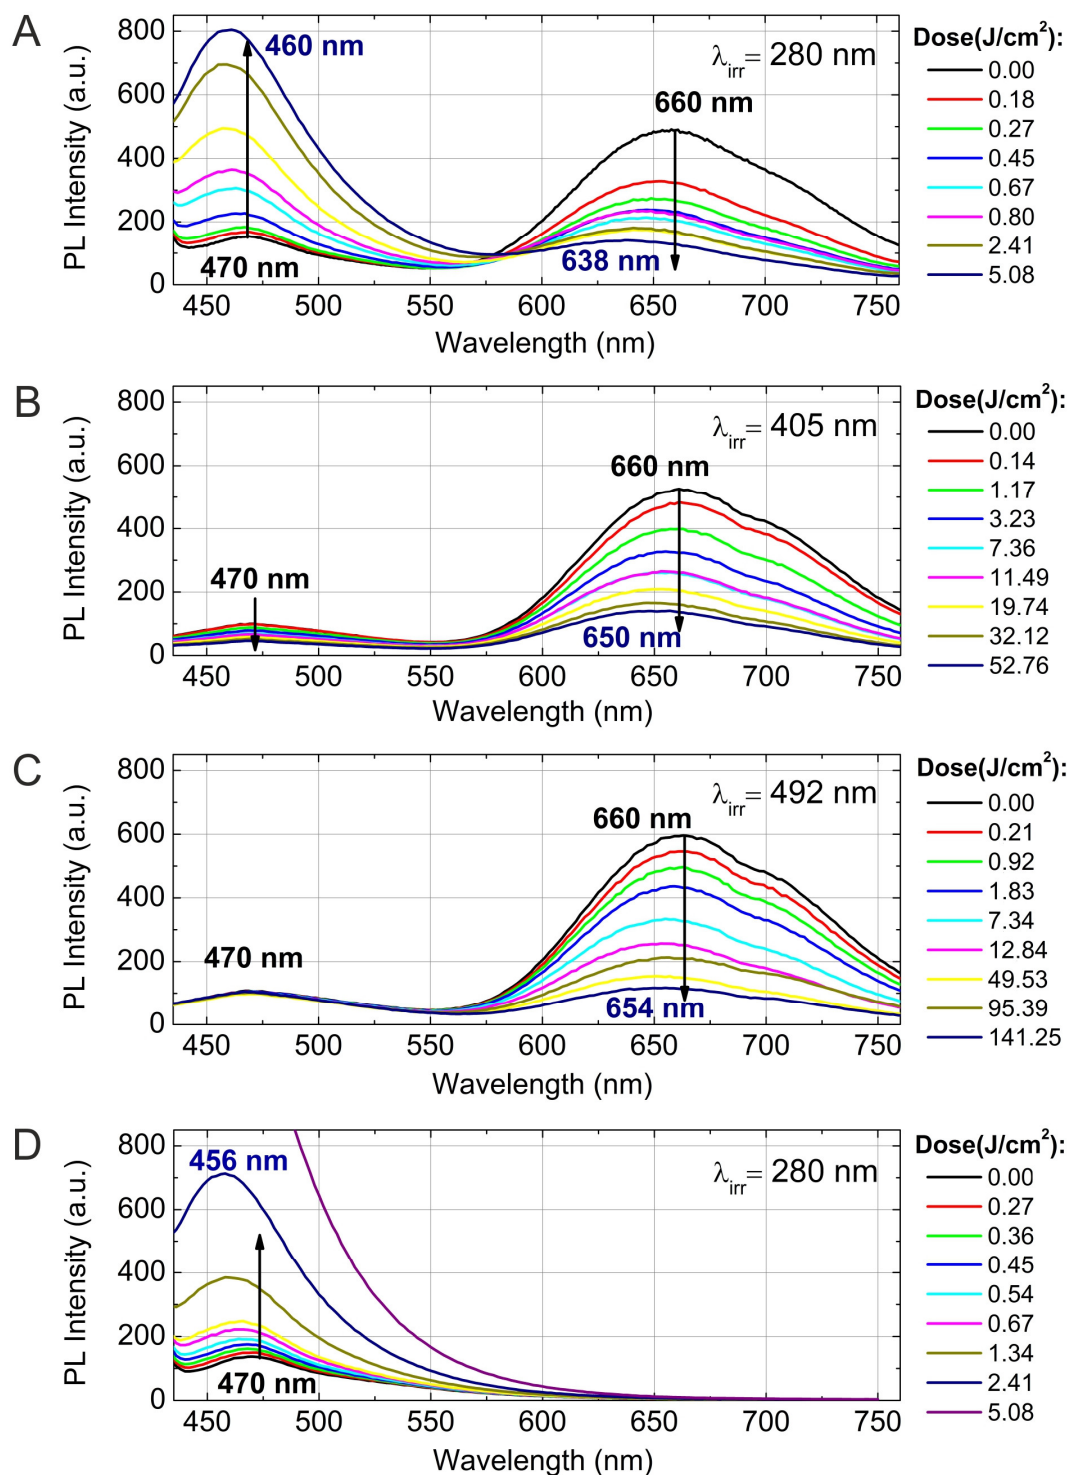 A
PL Intensity (a.u.)
800
600
400
200
0
460 nm
λirr= 280 nm
660 nm
470 nm
638 nm
450 500 550 600 650 700 750
Wavelength (nm)
Dose(J/cm²):
0.00
0.18
0.27
0.45
0.67
0.80
2.41
5.08
B
PL Intensity (a.u.)
800
600
400
200
0
λirr= 405 nm
660 nm
470 nm
650 nm
450 500 550 600 650 700 750
Wavelength (nm)
Dose(J/cm²):
0.00
0.14
1.17
3.23
7.36
11.49
19.74
32.12
52.76
C
PL Intensity (a.u.)
800
600
400
200
0
λirr= 492 nm
660 nm
470 nm
654 nm
450 500 550 600 650 700 750
Wavelength (nm)
Dose(J/cm²):
0.00
0.21
0.92
1.83
7.34
12.84
49.53
95.39
141.25
D
PL Intensity (a.u.)
800
600
400
200
0
456 nm
λirr= 280 nm
470 nm
450 500 550 600 650 700 750
Wavelength (nm)
Dose(J/cm²):
0.00
0.27
0.36
0.45
0.54
0.67
1.34
2.41
5.08